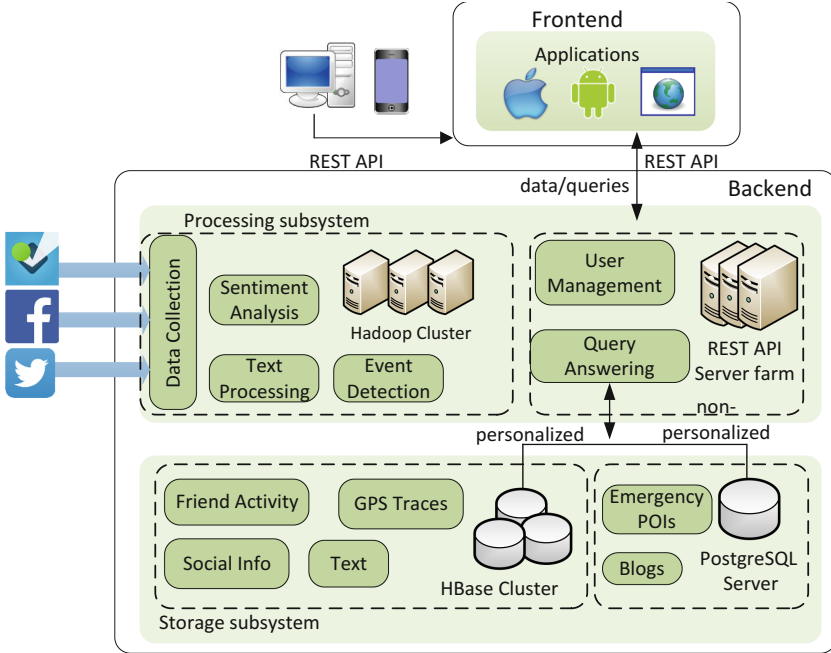 Frontend
Applications
REST API
REST API
data/queries
Backend
Processing subsystem
Data Collection
Sentiment
Analysis
Hadoop Cluster
Text
Processing
Event
Detection
User
Management
Query
Answering
REST API
Server farm
personalized
non-
personalized
Friend Activity
GPS Traces
Social Info
Text
HBase Cluster
Emergency
POIs
Blogs
PostgreSQL
Server
Storage subsystem